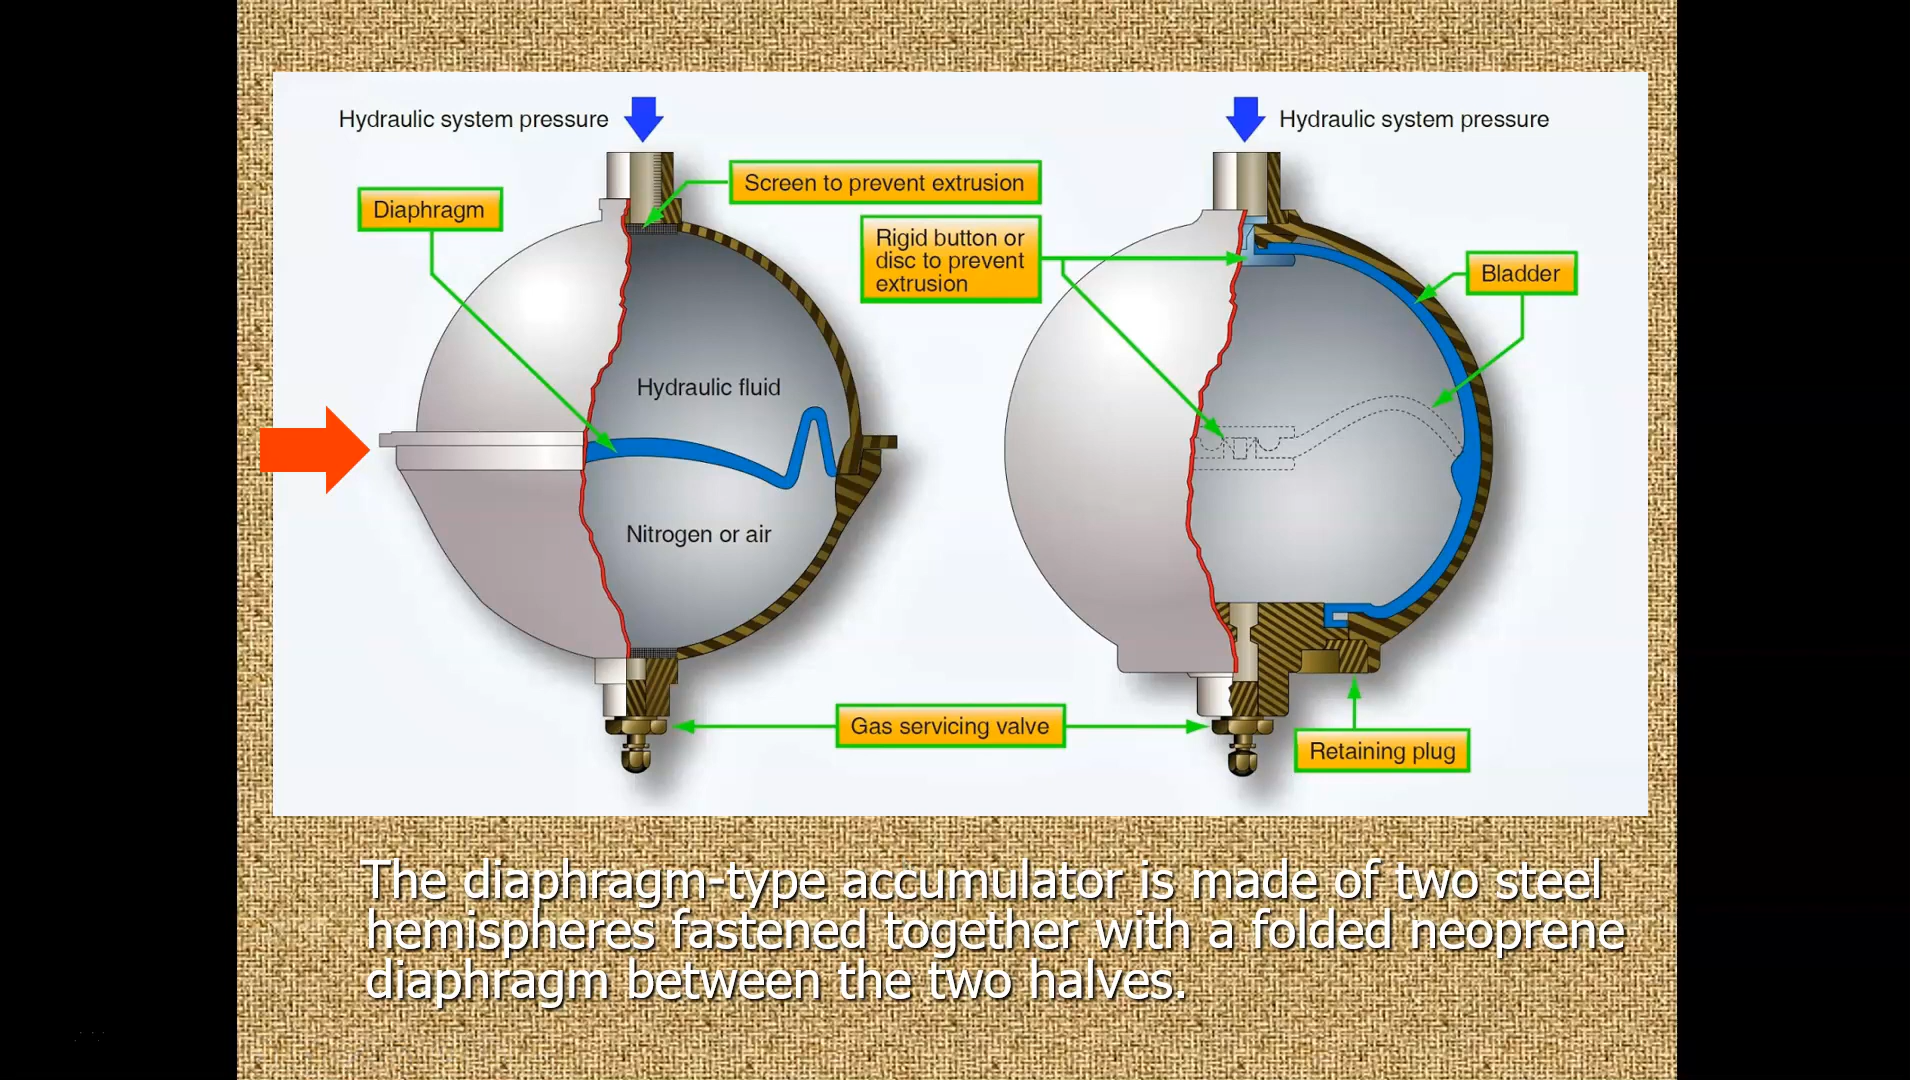 Hydraulic system pressure
Hydraulic system pressure
Screen to prevent extrusion
Diaphragm
Rigid button or
disc to prevent
extrusion
Bladder
Hydraulic fluid
Nitrogen or air
Gas servicing valve
Retaining plug
The diaphragm-type accumulator is made of two steel
hemispheres fastened together with a folded neoprene
diaphragm between the two halves.